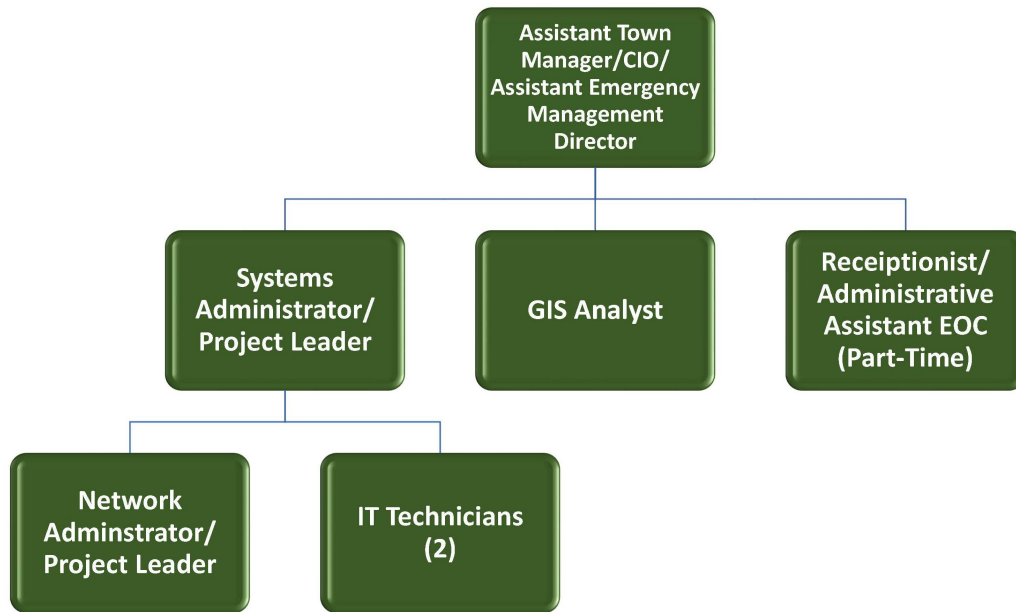 Assistant Town
Manager/CIO/
Assistant Emergency
Management
Director
Systems
Administrator/
Project Leader
GIS Analyst
Receiptionist/
Administrative
Assistant EOC
(Part-Time)
Network
Adminstrator/
Project Leader
IT Technicians
(2)